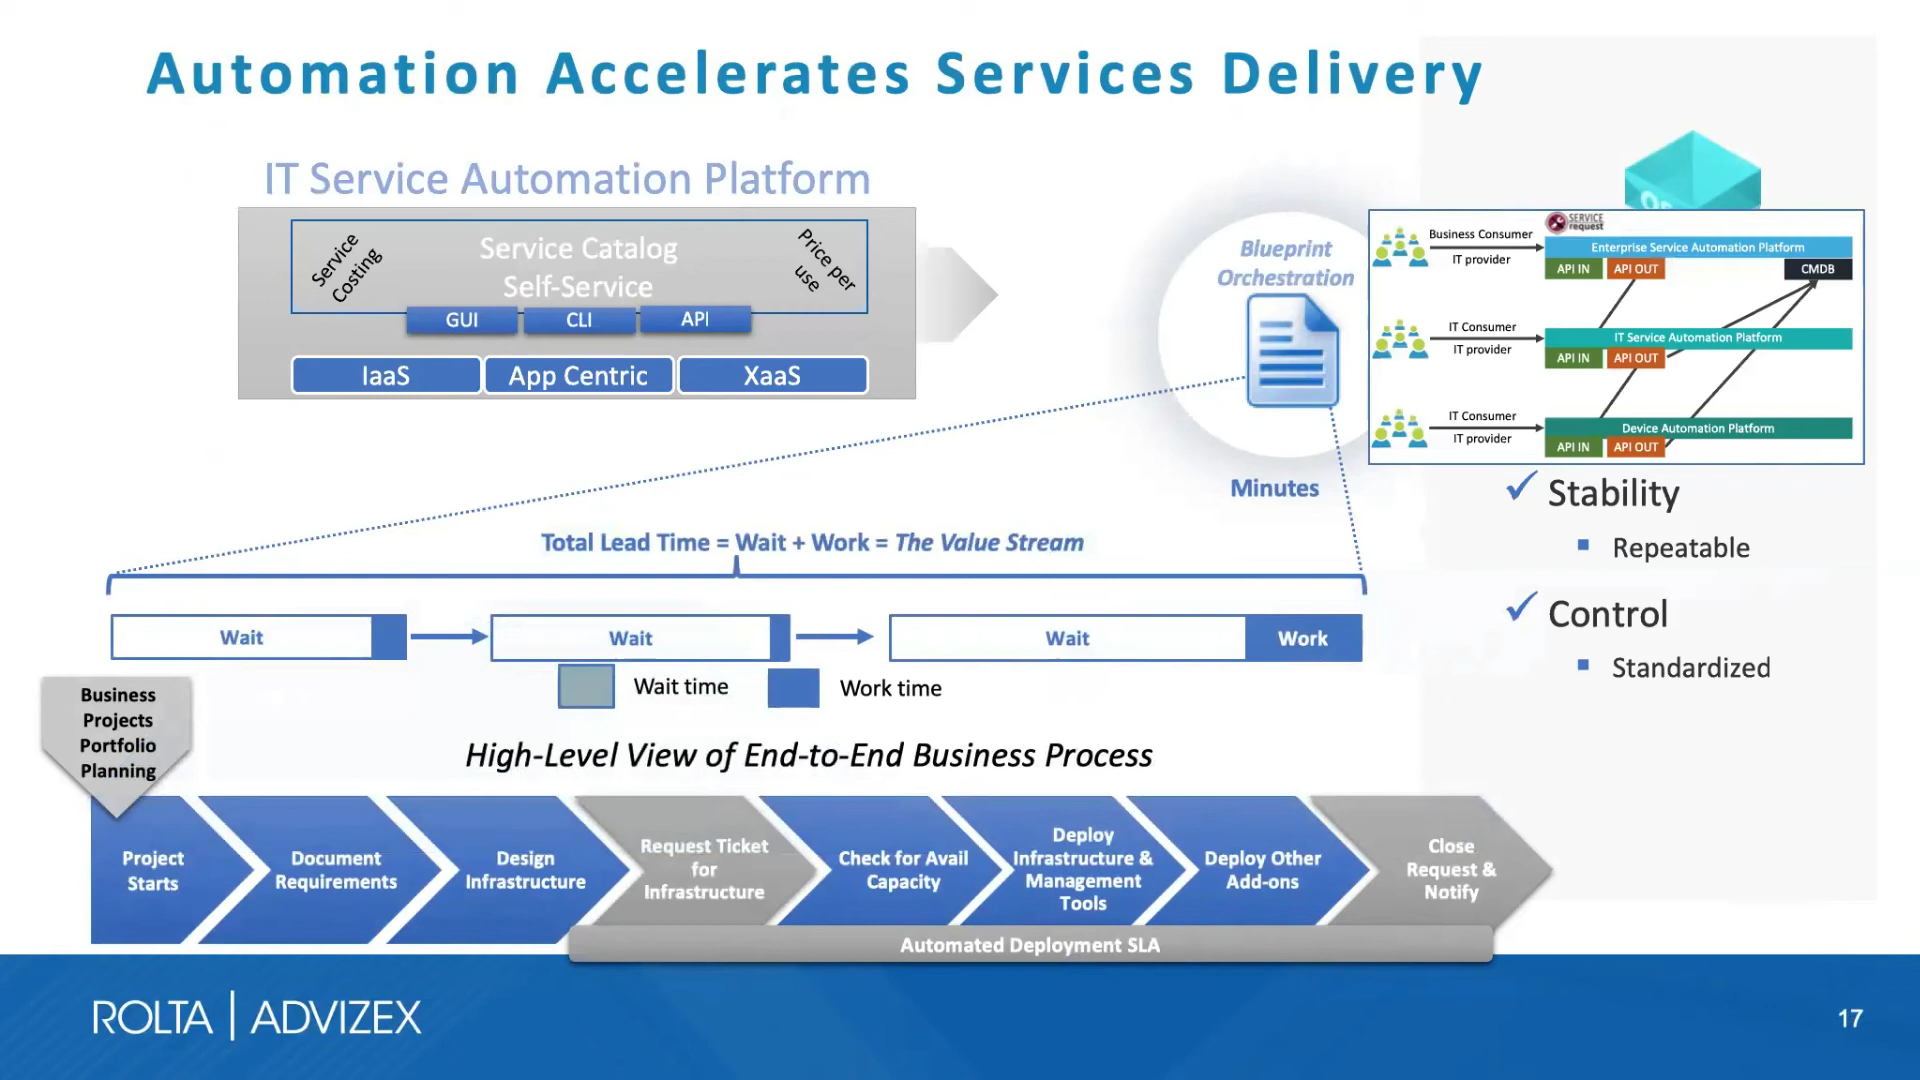 Automation Accelerates Services Delivery
IT Service Automation Platform
Service Costing
Service Catalog
Self-Service
Price per use
GUI
CLI
API
IaaS
App Centric
XaaS
Blueprint
Orchestration
Minutes
SERVICE
request
Business Consumer
IT provider
Enterprise Service Automation Platform
API IN
API OUT
CMDB
IT Consumer
IT provider
IT Service Automation Platform
API IN
API OUT
IT Consumer
IT provider
Device Automation Platform
API IN
API OUT
✓ Stability
▪ Repeatable
✓ Control
▪ Standardized
Total Lead Time = Wait + Work = The Value Stream
Wait
Wait
Wait
Work
Wait time
Work time
Business
Projects
Portfolio
Planning
High-Level View of End-to-End Business Process
Project
Starts
Document
Requirements
Design
Infrastructure
Request Ticket
for
Infrastructure
Check for Avail
Capacity
Deploy
Infrastructure &
Management
Tools
Deploy Other
Add-ons
Close
Request &
Notify
Automated Deployment SLA
ROLTA | ADVIZEX
17